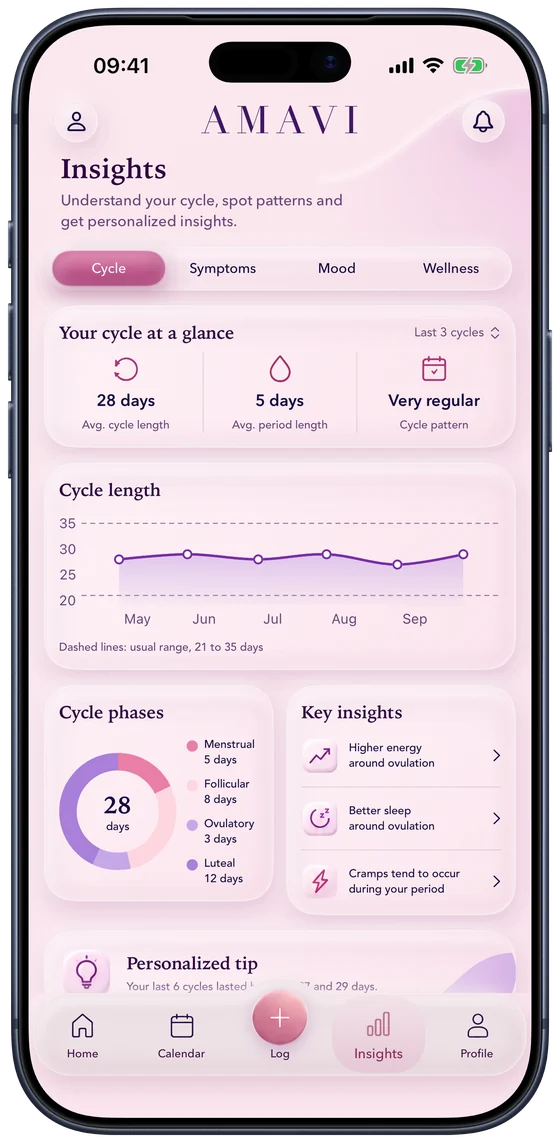 09:41
AMAVI
Insights
Understand your cycle, spot patterns and
get personalized insights.
Cycle
Symptoms
Mood
Wellness
Your cycle at a glance
Last 3 cycles
28 days
Avg. cycle length
5 days
Avg. period length
Very regular
Cycle pattern
Cycle length
35
30
25
20
May
Jun
Jul
Aug
Sep
Dashed lines: usual range, 21 to 35 days
Cycle phases
28
days
Menstrual
5 days
Follicular
8 days
Ovulatory
3 days
Luteal
12 days
Key insights
Higher energy
around ovulation
Better sleep
around ovulation
Cramps tend to occur
during your period
Personalized tip
Your last 6 cycles lasted and 29 days.
Home
Calendar
Log
Insights
Profile